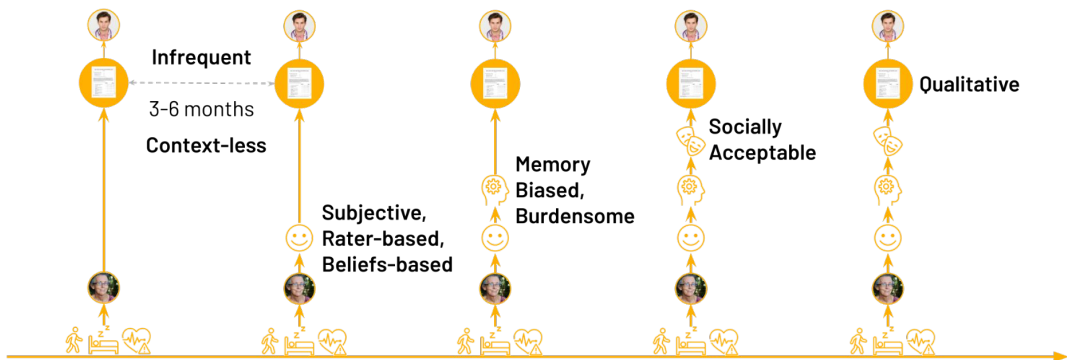 Infrequent
3-6 months
Context-less
Subjective,
Rater-based,
Beliefs-based
Memory
Biased,
Burdensome
Socially
Acceptable
Qualitative
z z z
z z z
z z z
z z z
z z z